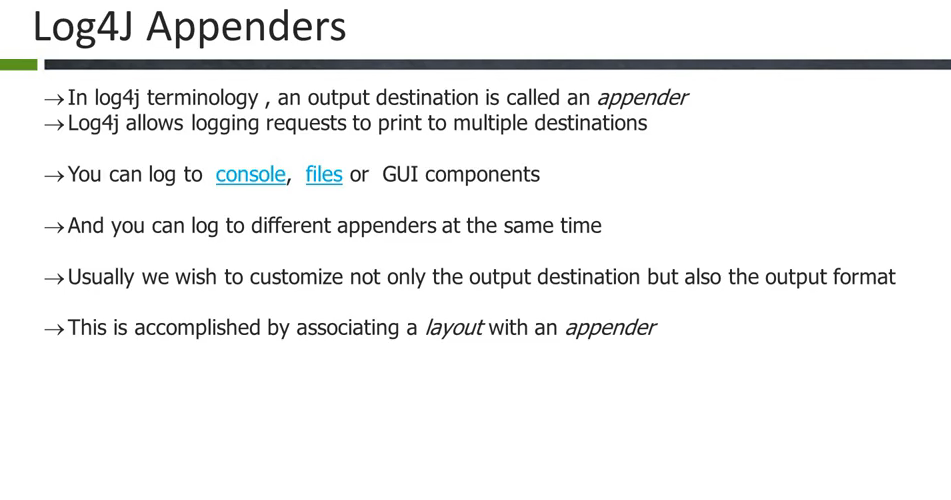 Log4J Appenders
→ In log4j terminology , an output destination is called an appender
→ Log4j allows logging requests to print to multiple destinations
→ You can log to console, files or GUI components
→ And you can log to different appenders at the same time
→ Usually we wish to customize not only the output destination but also the output format
→ This is accomplished by associating a layout with an appender